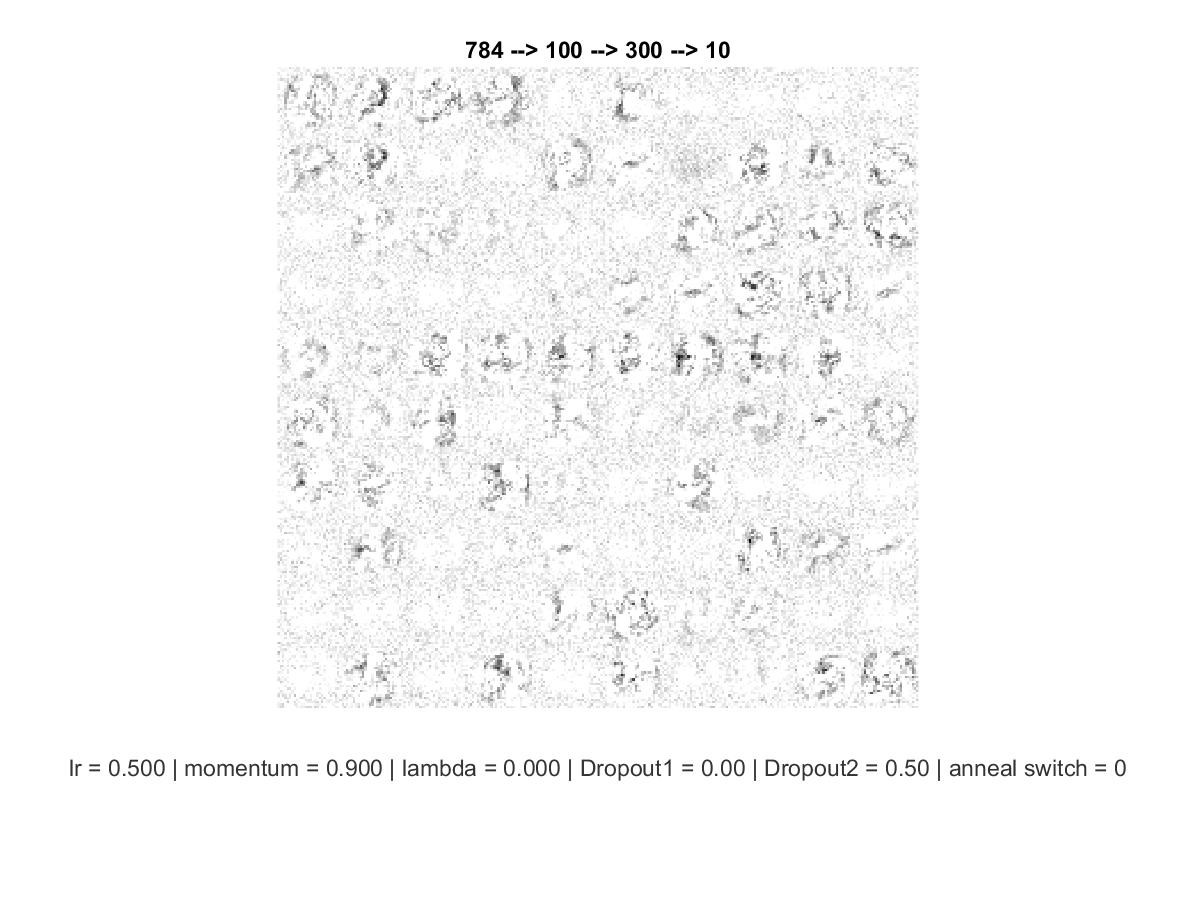 784 --> 100 --> 300 --> 10
lr = 0.500 | momentum = 0.900 | lambda = 0.000 | Dropout1 = 0.00 | Dropout2 = 0.50 | anneal switch = 0